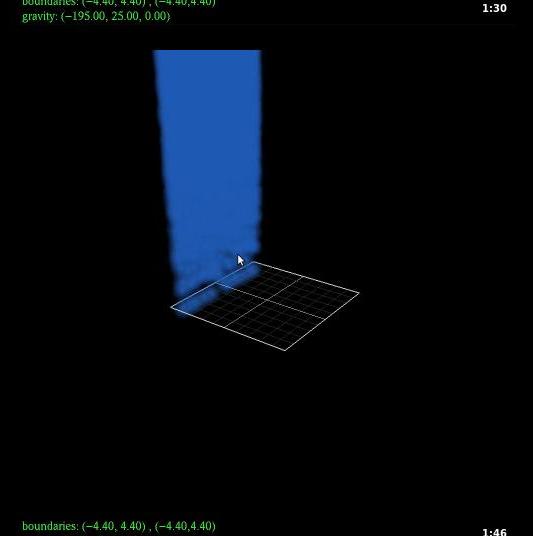 boundaries: (−4.40, 4.40) , (−4.40,4.40)
1:30
gravity: (−195.00, 25.00, 0.00)
boundaries: (−4.40, 4.40) , (−4.40,4.40)
1:46